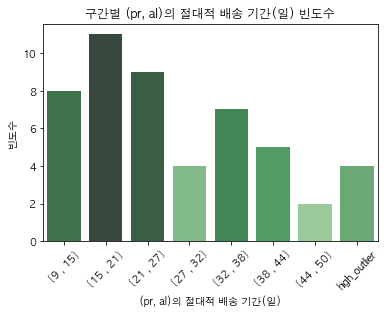 구간별 (pr, al)의 절대적 배송 기간(일) 빈도수
빈도수
10
8
6
4
2
0
(9 , 15)
(15 , 21)
(21 , 27)
(27 , 32)
(32 , 38)
(38 , 44)
(44 , 50)
high_outlier
(pr, al)의 절대적 배송 기간(일)